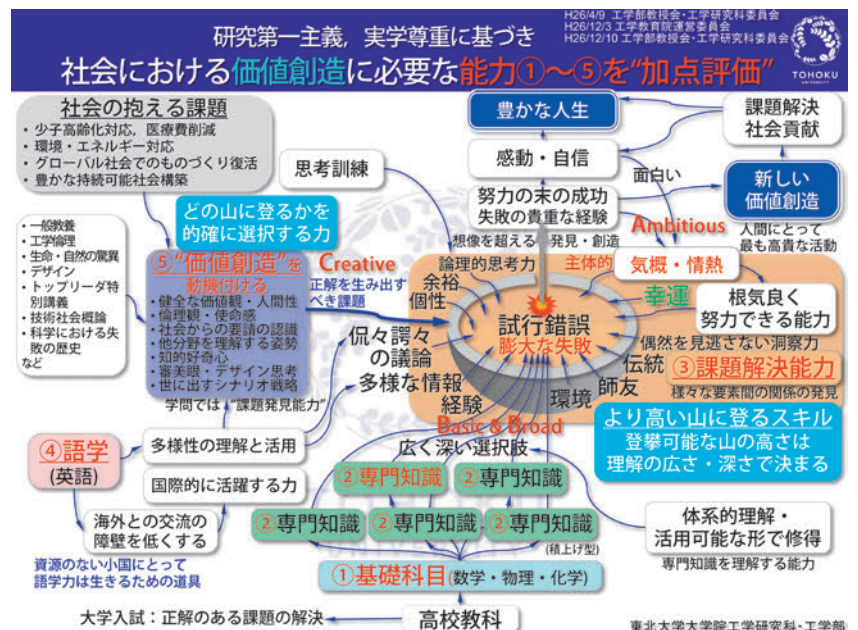 H26/4/9 工学部教授会・工学研究科委員会
H26/12/3 工学教育院運営委員会
H26/12/10 工学部教授会・工学研究科委員会
TOHOKU
UNIVERSITY
研究第一主義，実学尊重に基づき
社会における価値創造に必要な能力①～⑤を“加点評価”
社会の抱える課題
・少子高齢化対応，医療費削減
・環境・エネルギー対応
・グローバル社会でのものづくり復活
・豊かな持続可能社会構築
思考訓練
豊かな人生
感動・自信
努力の末の成功
失敗の貴重な経験
課題解決
社会貢献
面白い
新しい
価値創造
人間にとって
最も高貴な活動
どの山に登るかを
的確に選択する力
・一般教養
・工学倫理
・生命・自然の驚異
・デザイン
・トップリーダ特
別講義
・技術社会概論
・科学における失
敗の歴史
など
⑤“価値創造”を
動機付ける
・健全な価値観・人間性
・倫理観・使命感
・社会からの要請の認識
・他分野を理解する姿勢
・知的好奇心
・審美眼・デザイン思考
・世に出すシナリオ戦略
学問では“課題発見能力”
Creative
正解を生み出す
べき課題
想像を超える
発見・創造
Ambitious
論理的思考力
主体的
気概・情熱
余裕
個性
幸運
根気良く
努力できる能力
試行錯誤
膨大な失敗
侃々諤々
の議論
偶然を見逃さない洞察力
多様な情報
経験
環境
師友
伝統
③課題解決能力
様々な要素間の関係の発見
Basic & Broad
広く深い選択肢
より高い山に登るスキル
登攀可能な山の高さは
理解の広さ・深さで決まる
④語学
(英語)
多様性の理解と活用
国際的に活躍する力
海外との交流の
障壁を低くする
資源のない小国にとって
語学力は生きるための道具
②専門知識
②専門知識
②専門知識
②専門知識
②専門知識
(積上げ型)
体系的理解・
活用可能な形で修得
専門知識を理解する能力
①基礎科目(数学・物理・化学)
大学入試：正解のある課題の解決
高校教科
東北大学大学院工学研究科・工学部